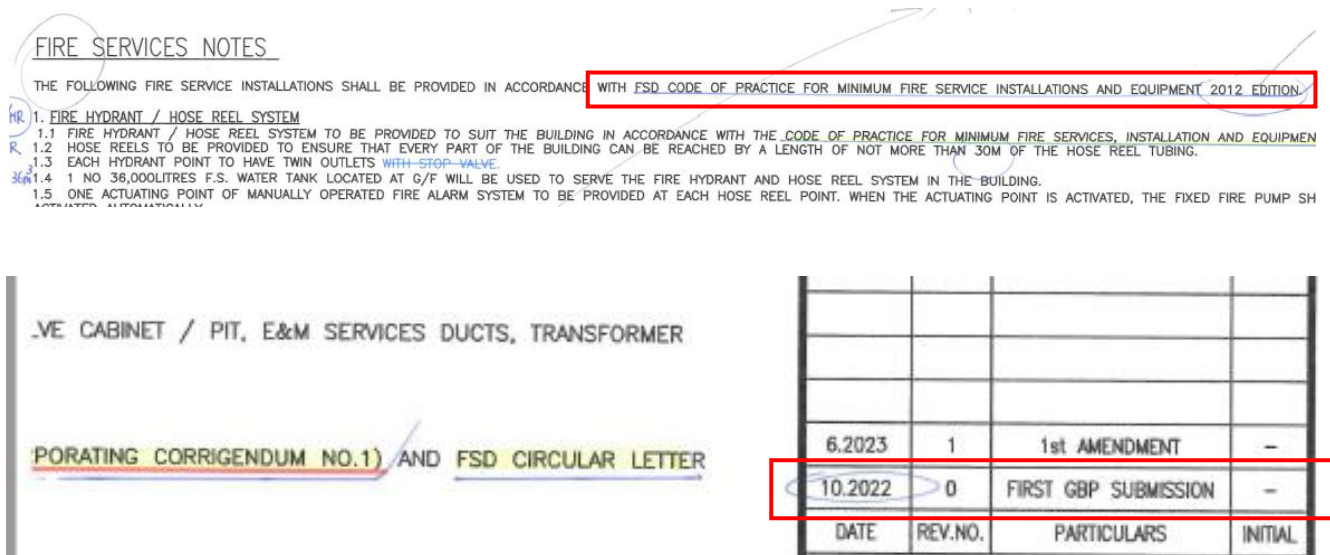 FIRE SERVICES NOTES
THE FOLLOWING FIRE SERVICE INSTALLATIONS SHALL BE PROVIDED IN ACCORDANCE WITH FSD CODE OF PRACTICE FOR MINIMUM FIRE SERVICE INSTALLATIONS AND EQUIPMENT 2012 EDITION.
HR 1. FIRE HYDRANT / HOSE REEL SYSTEM
1.1 FIRE HYDRANT / HOSE REEL SYSTEM TO BE PROVIDED TO SUIT THE BUILDING IN ACCORDANCE WITH THE CODE OF PRACTICE FOR MINIMUM FIRE SERVICES, INSTALLATION AND EQUIPMEN
R 1.2 HOSE REELS TO BE PROVIDED TO ENSURE THAT EVERY PART OF THE BUILDING CAN BE REACHED BY A LENGTH OF NOT MORE THAN 30M OF THE HOSE REEL TUBING.
1.3 EACH HYDRANT POINT TO HAVE TWIN OUTLETS WITH STOP VALVE.
36m³ 1.4 1 NO 36,000LITRES F.S. WATER TANK LOCATED AT G/F WILL BE USED TO SERVE THE FIRE HYDRANT AND HOSE REEL SYSTEM IN THE BUILDING.
1.5 ONE ACTUATING POINT OF MANUALLY OPERATED FIRE ALARM SYSTEM TO BE PROVIDED AT EACH HOSE REEL POINT. WHEN THE ACTUATING POINT IS ACTIVATED, THE FIXED FIRE PUMP SH
ACTIVATED AUTOMATICALLY
VE CABINET / PIT, E&M SERVICES DUCTS, TRANSFORMER
PORATING CORRIGENDUM NO.1) AND FSD CIRCULAR LETTER
6.2023 1 1st AMENDMENT –
10.2022 0 FIRST GBP SUBMISSION –
DATE REV.NO. PARTICULARS INITIAL